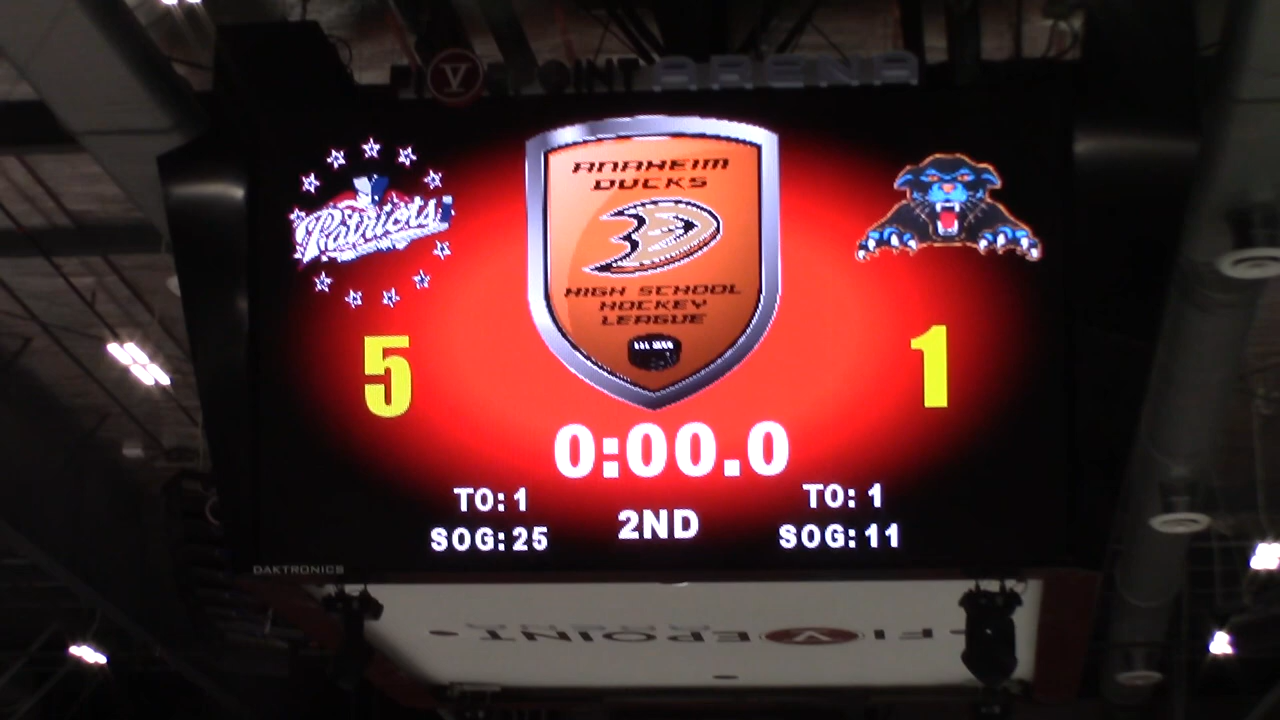 FIVEPOINT ARENA
Patriots
ANAHEIM
DUCKS
HIGH SCHOOL
HOCKEY
LEAGUE
5
1
0:00.0
TO: 1
TO: 1
SOG: 25
2ND
SOG: 11
DAKTRONICS
FIVEPOINT
ARENA